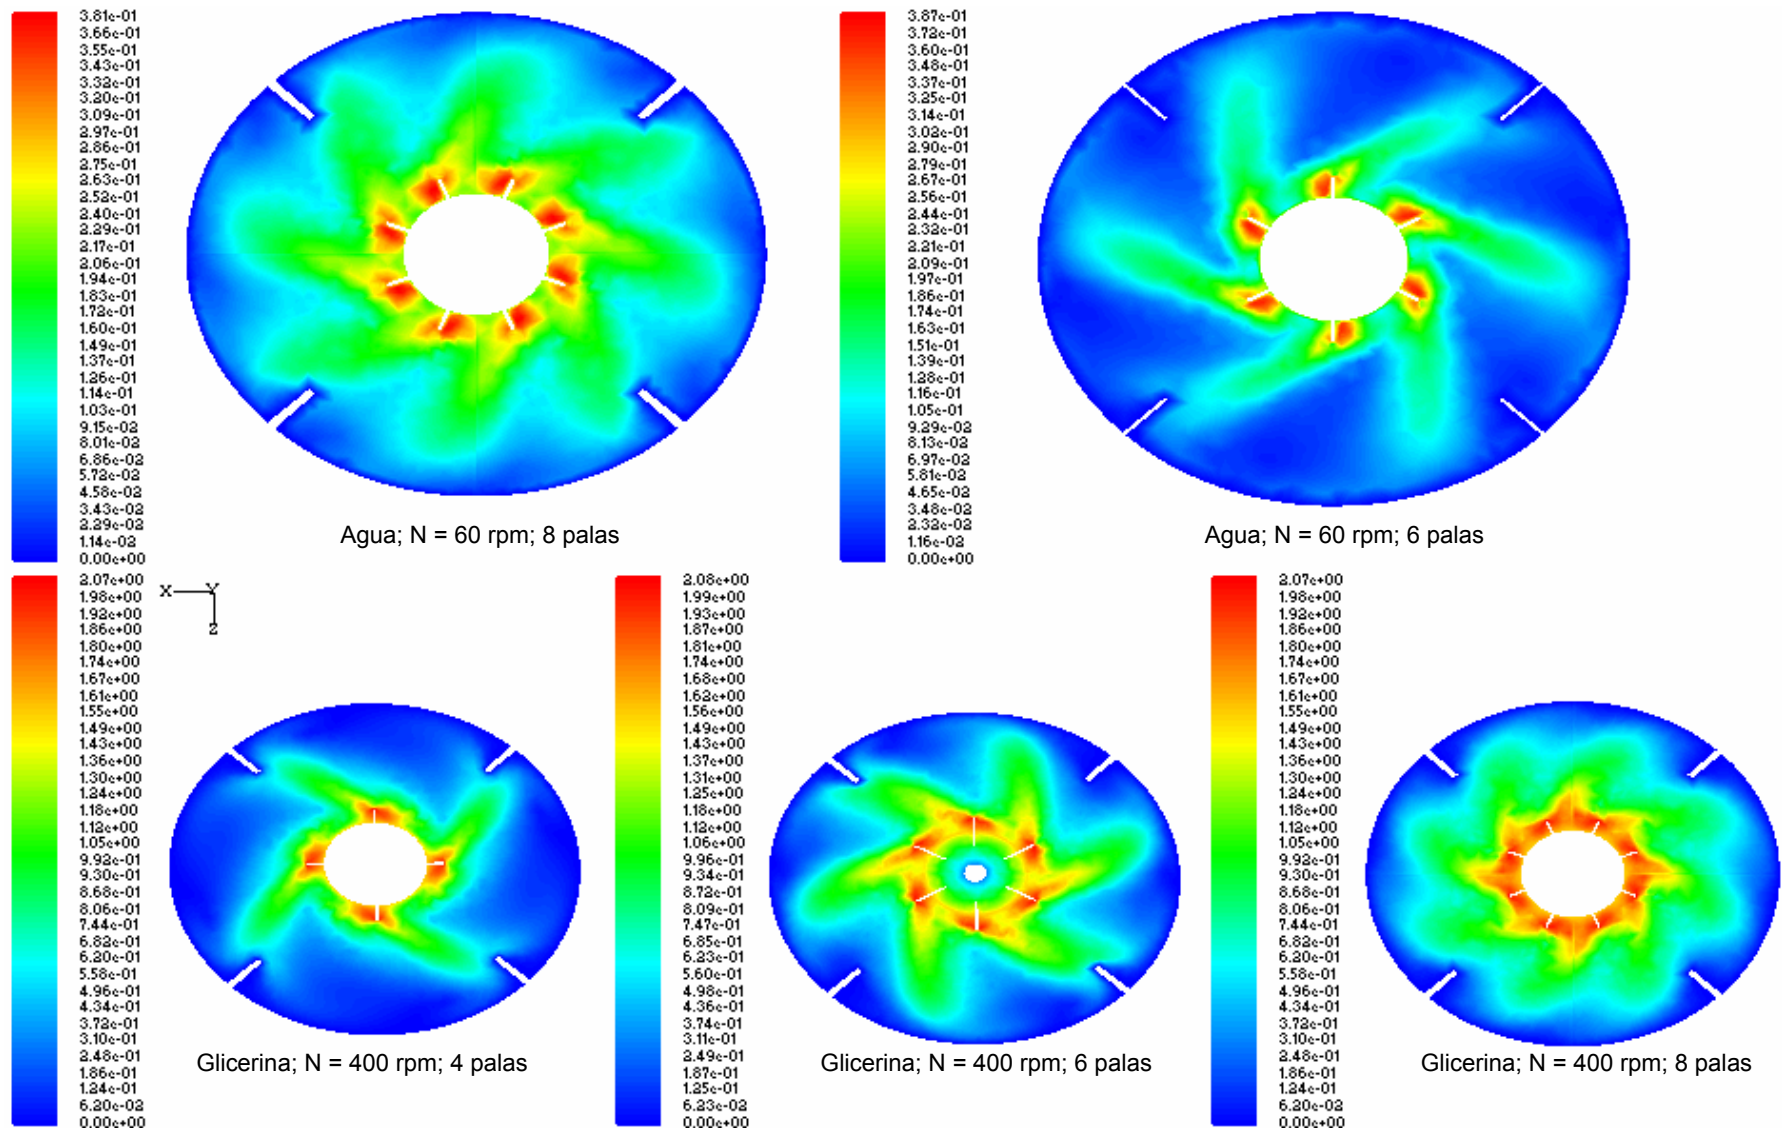 3.81e-01
3.66e-01
3.55e-01
3.43e-01
3.32e-01
3.20e-01
3.09e-01
2.97e-01
2.86e-01
2.75e-01
2.63e-01
2.52e-01
2.40e-01
2.29e-01
2.17e-01
2.06e-01
1.94e-01
1.83e-01
1.72e-01
1.60e-01
1.49e-01
1.37e-01
1.26e-01
1.14e-01
1.03e-01
9.15e-02
8.01e-02
6.86e-02
5.72e-02
4.58e-02
3.43e-02
2.29e-02
1.14e-02
0.00e+00
Agua; N = 60 rpm; 8 palas
3.87e-01
3.72e-01
3.60e-01
3.48e-01
3.37e-01
3.25e-01
3.14e-01
3.02e-01
2.90e-01
2.79e-01
2.67e-01
2.56e-01
2.44e-01
2.32e-01
2.21e-01
2.09e-01
1.97e-01
1.86e-01
1.74e-01
1.63e-01
1.51e-01
1.39e-01
1.28e-01
1.16e-01
1.05e-01
9.29e-02
8.13e-02
6.97e-02
5.81e-02
4.65e-02
3.48e-02
2.32e-02
1.16e-02
0.00e+00
Agua; N = 60 rpm; 6 palas
2.07e+00
1.98e+00
1.92e+00
1.86e+00
1.80e+00
1.74e+00
1.67e+00
1.61e+00
1.55e+00
1.49e+00
1.43e+00
1.36e+00
1.30e+00
1.24e+00
1.18e+00
1.12e+00
1.05e+00
9.92e-01
9.30e-01
8.68e-01
8.06e-01
7.44e-01
6.82e-01
6.20e-01
5.58e-01
4.96e-01
4.34e-01
3.72e-01
3.10e-01
2.48e-01
1.86e-01
1.24e-01
6.20e-02
0.00e+00
X Y
Z
Glicerina; N = 400 rpm; 4 palas
2.08e+00
1.99e+00
1.93e+00
1.87e+00
1.81e+00
1.74e+00
1.68e+00
1.62e+00
1.56e+00
1.49e+00
1.43e+00
1.37e+00
1.31e+00
1.25e+00
1.18e+00
1.12e+00
1.06e+00
9.96e-01
9.34e-01
8.72e-01
8.09e-01
7.47e-01
6.85e-01
6.23e-01
5.60e-01
4.98e-01
4.36e-01
3.74e-01
3.11e-01
2.49e-01
1.87e-01
1.25e-01
6.23e-02
0.00e+00
Glicerina; N = 400 rpm; 6 palas
2.07e+00
1.98e+00
1.92e+00
1.86e+00
1.80e+00
1.74e+00
1.67e+00
1.61e+00
1.55e+00
1.49e+00
1.43e+00
1.36e+00
1.30e+00
1.24e+00
1.18e+00
1.12e+00
1.05e+00
9.92e-01
9.30e-01
8.68e-01
8.06e-01
7.44e-01
6.82e-01
6.20e-01
5.58e-01
4.96e-01
4.34e-01
3.72e-01
3.10e-01
2.48e-01
1.86e-01
1.24e-01
6.20e-02
0.00e+00
Glicerina; N = 400 rpm; 8 palas